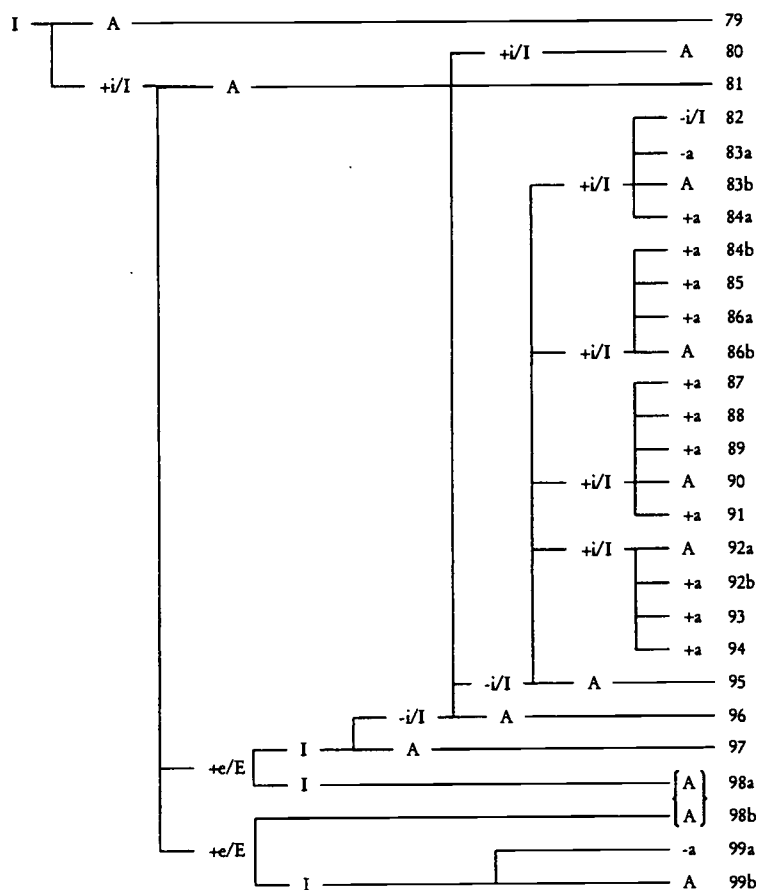 I A 79
+i/I A 80
+i/I A 81
-i/I 82
-a 83a
+i/I A 83b
+a 84a
+a 84b
+a 85
+a 86a
+i/I A 86b
+a 87
+a 88
+a 89
+i/I A 90
+a 91
+i/I A 92a
+a 92b
+a 93
+a 94
-i/I A 95
-i/I A 96
I A 97
+e/E
I {A} 98a
A 98b
+e/E -a 99a
I A 99b